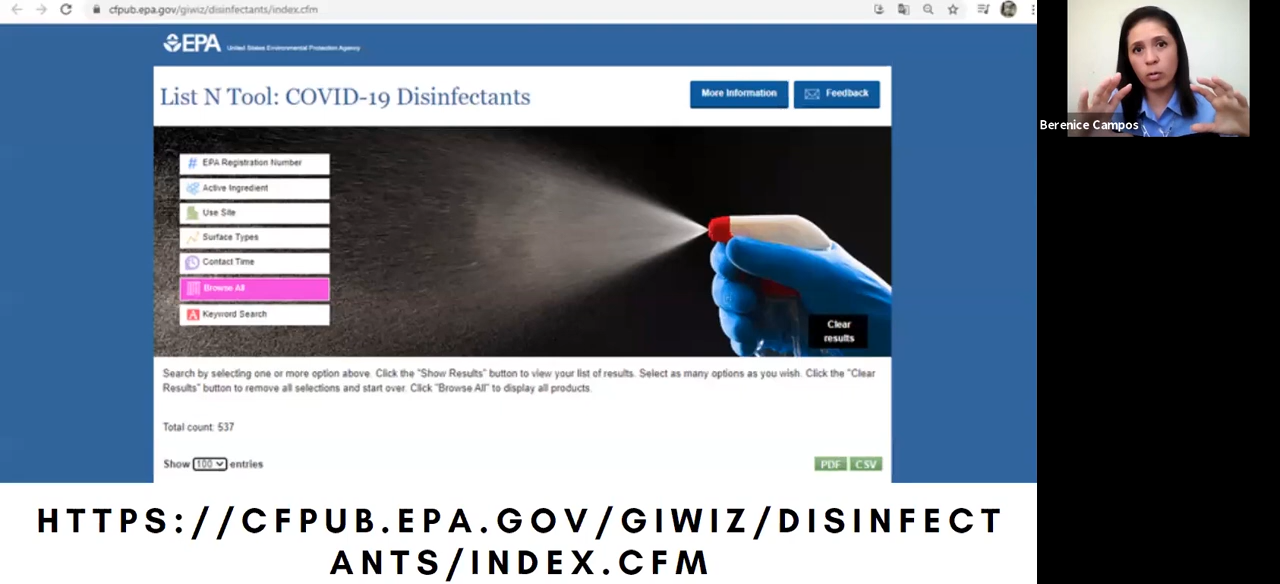 cfpub.epa.gov/giwiz/disinfectants/index.cfm
EPA United States Environmental Protection Agency
List N Tool: COVID-19 Disinfectants
More Information
Feedback
Berenice Campos
# EPA Registration Number
Active Ingredient
Use Site
Surface Types
Contact Time
Browse All
A Keyword Search
Clear
results
Search by selecting one or more option above. Click the "Show Results" button to view your list of results. Select as many options as you wish. Click the "Clear
Results" button to remove all selections and start over. Click "Browse All" to display all products.
Total count: 537
Show 100 entries
PDF CSV
HTTPS://CFPUB.EPA.GOV/GIWIZ/DISINFECT
ANTS/INDEX.CFM